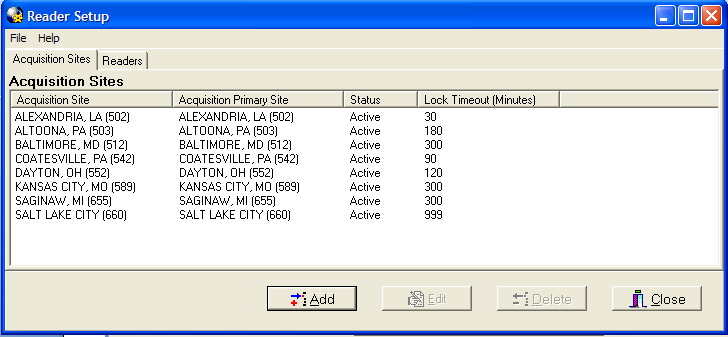 Reader Setup
File Help
Acquisition Sites Readers
Acquisition Sites
Acquisition Site Acquisition Primary Site Status Lock Timeout (Minutes)
ALEXANDRIA, LA (502) ALEXANDRIA, LA (502) Active 30
ALTOONA, PA (503) ALTOONA, PA (503) Active 180
BALTIMORE, MD (512) BALTIMORE, MD (512) Active 300
COATESVILLE, PA (542) COATESVILLE, PA (542) Active 90
DAYTON, OH (552) DAYTON, OH (552) Active 120
KANSAS CITY, MO (589) KANSAS CITY, MO (589) Active 300
SAGINAW, MI (655) SAGINAW, MI (655) Active 300
SALT LAKE CITY (660) SALT LAKE CITY (660) Active 999
Add Edit Delete Close